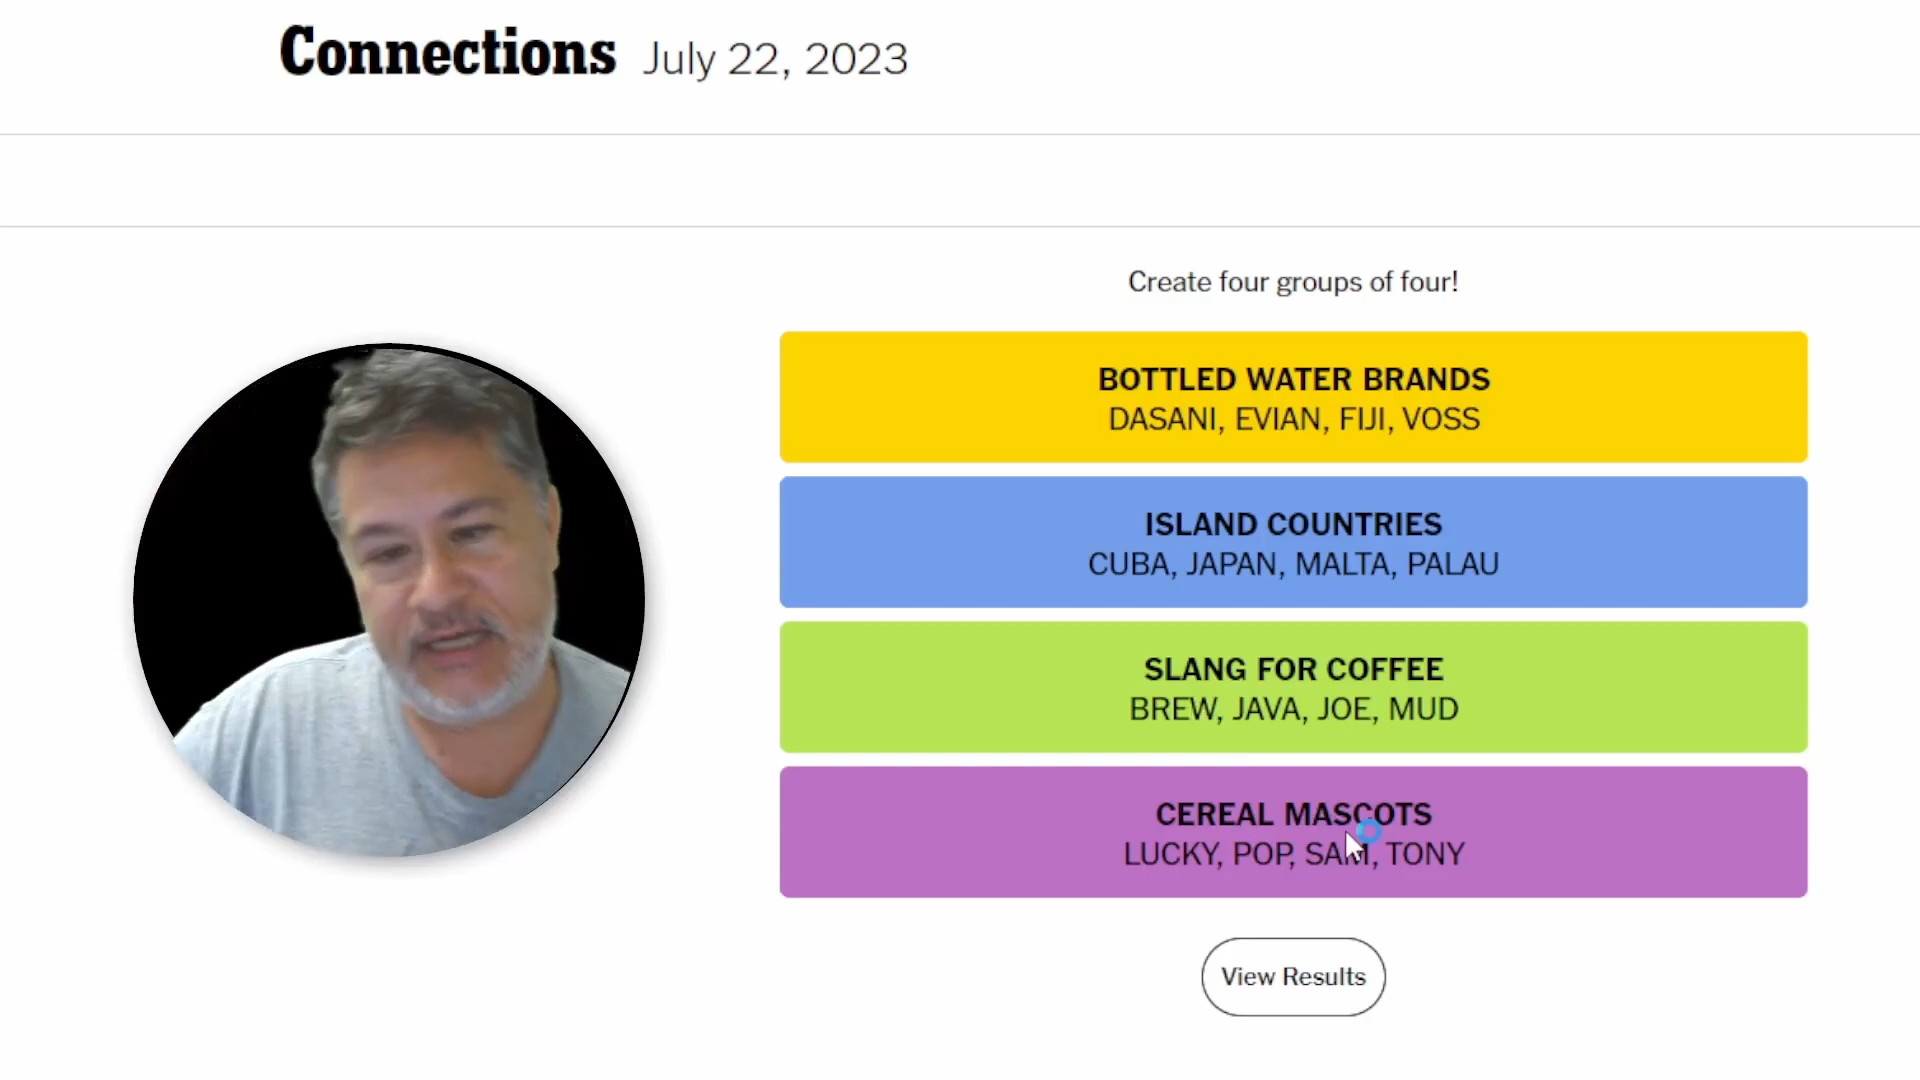 Connections July 22, 2023
Create four groups of four!
BOTTLED WATER BRANDS
DASANI, EVIAN, FIJI, VOSS
ISLAND COUNTRIES
CUBA, JAPAN, MALTA, PALAU
SLANG FOR COFFEE
BREW, JAVA, JOE, MUD
CEREAL MASCOTS
LUCKY, POP, SAM, TONY
View Results